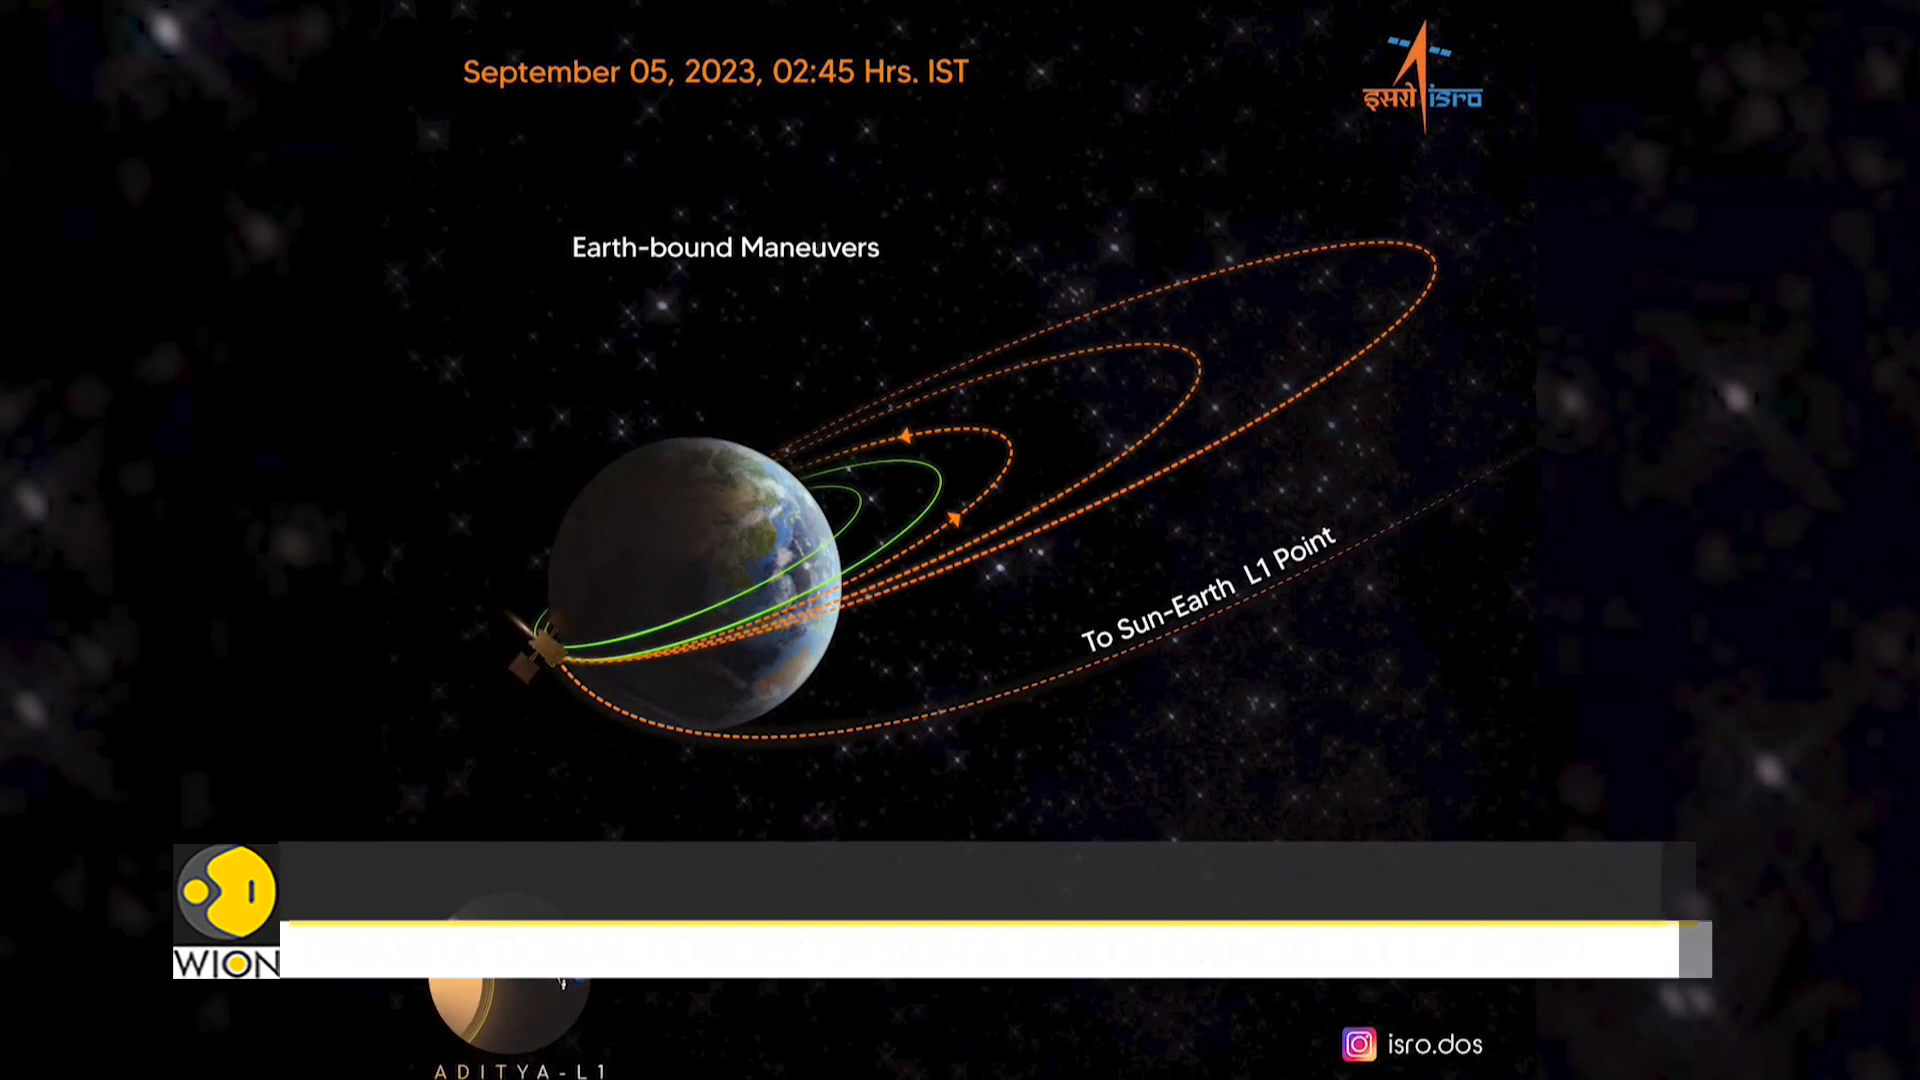 September 05, 2023, 02:45 Hrs. IST
इसरो isro
Earth-bound Maneuvers
To Sun-Earth L1 Point
WION
isro.dos
ADITYA-L1